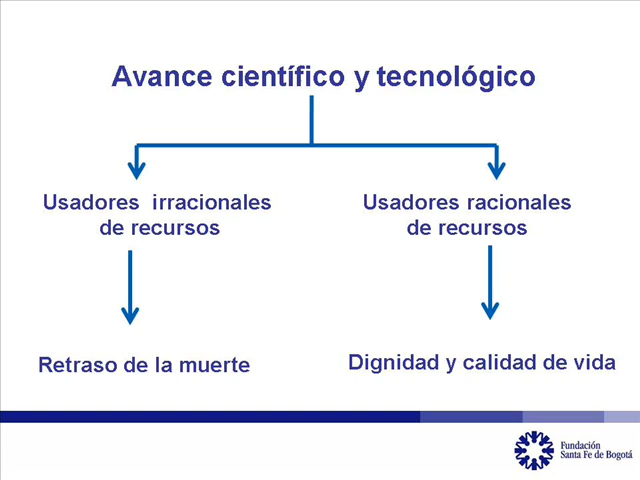 Avance científico y tecnológico
Usadores irracionales
de recursos
Usadores racionales
de recursos
Retraso de la muerte
Dignidad y calidad de vida
Fundación
Santa Fe de Bogotá